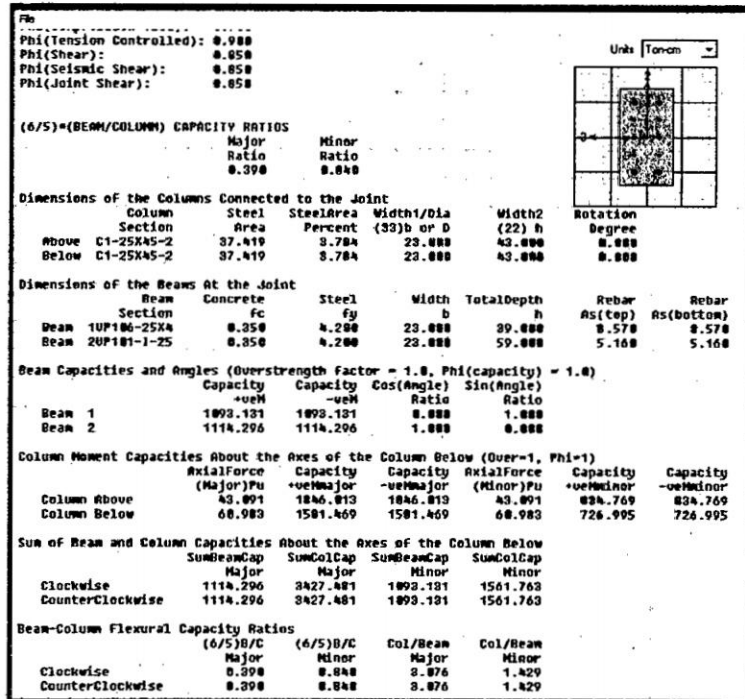 File
Phi(Tension Controlled): 0.900
Units Ton-cm
Phi(Shear): 0.850
Phi(Seismic Shear): 0.850
Phi(Joint Shear): 0.850
(6/5)*(BEAM/COLUMN) CAPACITY RATIOS
Major Minor
Ratio Ratio
0.390 0.840
Dimensions of the Columns Connected to the Joint
Column Steel SteelArea Width1/Dia Width2 Rotation
Section Area Percent (33)b or D (22) h Degree
Above C1-25X45-2 37.419 3.784 23.000 43.000 0.000
Below C1-25X45-2 37.419 3.784 23.000 43.000 0.000
Dimensions of the Beams At the Joint
Beam Concrete Steel Width TotalDepth Rebar Rebar
Section fc fy b h As(top) As(bottom)
Beam 1UP106-25X4 0.350 4.200 23.000 39.000 8.570 8.570
Beam 2UP101-1-25 0.350 4.200 23.000 59.000 5.160 5.160
Beam Capacities and Angles (Overstrength Factor = 1.0, Phi(capacity) = 1.0)
Capacity Capacity Cos(Angle) Sin(Angle)
+veM -veM Ratio Ratio
Beam 1 1093.131 1093.131 0.000 1.000
Beam 2 1114.296 1114.296 1.000 0.000
Column Moment Capacities About the Axes of the Column Below (Over=1, Phi=1)
AxialForce Capacity Capacity AxialForce Capacity Capacity
(Major)Pu +veMmajor -veMmajor (Minor)Pu +veMminor -veMminor
Column Above 43.091 1846.013 1846.013 43.091 834.769 834.769
Column Below 60.983 1581.469 1581.469 60.983 726.995 726.995
Sum of Beam and Column Capacities About the Axes of the Column Below
SumBeamCap SumColCap SumBeamCap SumColCap
Major Major Minor Minor
Clockwise 1114.296 3427.481 1093.131 1561.763
CounterClockwise 1114.296 3427.481 1093.131 1561.763
Beam-Column Flexural Capacity Ratios
(6/5)B/C (6/5)B/C Col/Beam Col/Beam
Major Minor Major Minor
Clockwise 0.390 0.840 3.076 1.429
CounterClockwise 0.390 0.840 3.076 1.429